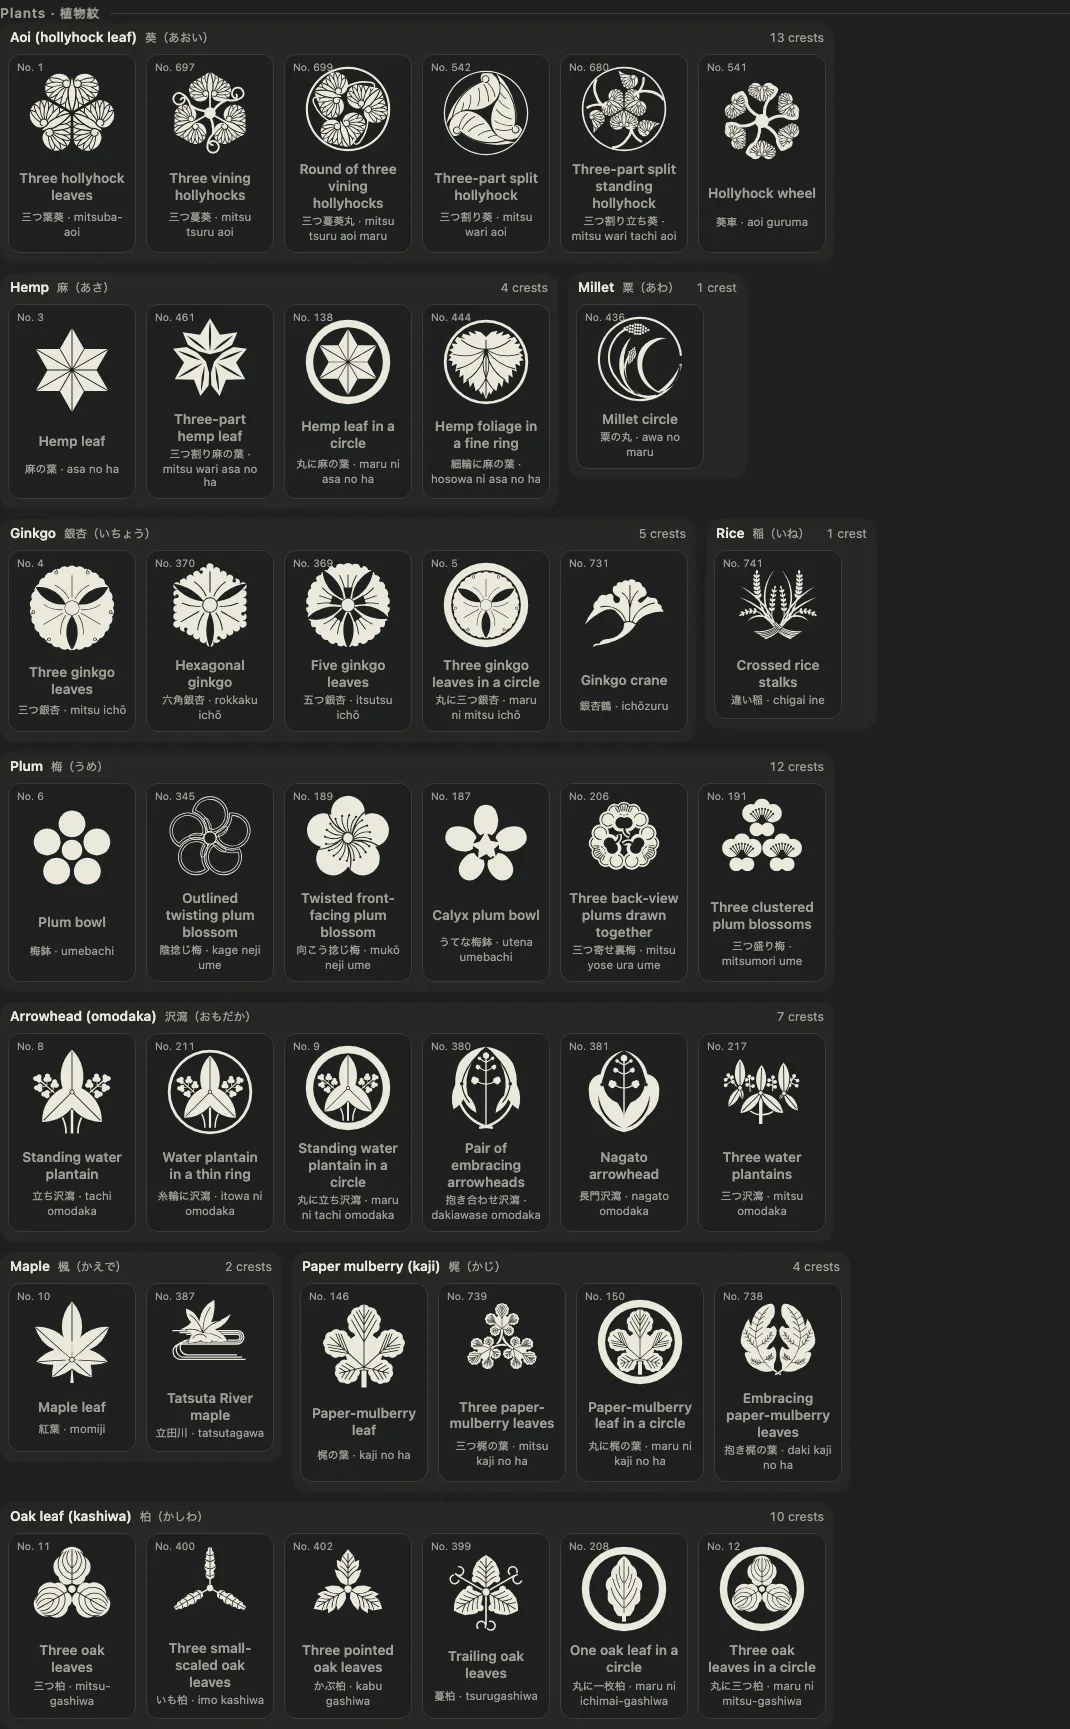 Plants · 植物紋
Aoi (hollyhock leaf) 葵（あおい） 13 crests
No. 1
Three hollyhock
leaves
三つ葉葵 · mitsuba-
aoi
No. 697
Three vining
hollyhocks
三つ蔓葵 · mitsu
tsuru aoi
No. 699
Round of three
vining
hollyhocks
三つ蔓葵丸 · mitsu
tsuru aoi maru
No. 542
Three-part split
hollyhock
三つ割り葵 · mitsu
wari aoi
No. 680
Three-part split
standing
hollyhock
三つ割り立ち葵 ·
mitsu wari tachi aoi
No. 541
Hollyhock wheel
葵車 · aoi guruma
Hemp 麻（あさ） 4 crests
No. 3
Hemp leaf
麻の葉 · asa no ha
No. 461
Three-part
hemp leaf
三つ割り麻の葉 ·
mitsu wari asa no
ha
No. 138
Hemp leaf in a
circle
丸に麻の葉 · maru ni
asa no ha
No. 444
Hemp foliage in
a fine ring
細輪に麻の葉 ·
hosowa ni asa no ha
Millet 粟（あわ） 1 crest
No. 436
Millet circle
粟の丸 · awa no
maru
Ginkgo 銀杏（いちょう） 5 crests
No. 4
Three ginkgo
leaves
三つ銀杏 · mitsu ichō
No. 370
Hexagonal
ginkgo
六角銀杏 · rokkaku
ichō
No. 369
Five ginkgo
leaves
五つ銀杏 · itsutsu
ichō
No. 5
Three ginkgo
leaves in a circle
丸に三つ銀杏 · maru
ni mitsu ichō
No. 731
Ginkgo crane
銀杏鶴 · ichōzuru
Rice 稲（いね） 1 crest
No. 741
Crossed rice
stalks
違い稲 · chigai ine
Plum 梅（うめ） 12 crests
No. 6
Plum bowl
梅鉢 · umebachi
No. 345
Outlined
twisting plum
blossom
陰捻じ梅 · kage neji
ume
No. 189
Twisted front-
facing plum
blossom
向こう捻じ梅 · mukō
neji ume
No. 187
Calyx plum bowl
うてな梅鉢 · utena
umebachi
No. 206
Three back-view
plums drawn
together
三つ寄せ裏梅 · mitsu
yose ura ume
No. 191
Three clustered
plum blossoms
三つ盛り梅 ·
mitsumori ume
Arrowhead (omodaka) 沢瀉（おもだか） 7 crests
No. 8
Standing water
plantain
立ち沢瀉 · tachi
omodaka
No. 211
Water plantain
in a thin ring
糸輪に沢瀉 · itowa ni
omodaka
No. 9
Standing water
plantain in a
circle
丸に立ち沢瀉 · maru
ni tachi omodaka
No. 380
Pair of
embracing
arrowheads
抱き合わせ沢瀉 ·
dakiawase omodaka
No. 381
Nagato
arrowhead
長門沢瀉 · nagato
omodaka
No. 217
Three water
plantains
三つ沢瀉 · mitsu
omodaka
Maple 楓（かえで） 2 crests
No. 10
Maple leaf
紅葉 · momiji
No. 387
Tatsuta River
maple
立田川 · tatsutagawa
Paper mulberry (kaji) 梶（かじ） 4 crests
No. 146
Paper-mulberry
leaf
梶の葉 · kaji no ha
No. 739
Three paper-
mulberry leaves
三つ梶の葉 · mitsu
kaji no ha
No. 150
Paper-mulberry
leaf in a circle
丸に梶の葉 · maru ni
kaji no ha
No. 738
Embracing
paper-mulberry
leaves
抱き梶の葉 · daki kaji
no ha
Oak leaf (kashiwa) 柏（かしわ） 10 crests
No. 11
Three oak
leaves
三つ柏 · mitsu-
gashiwa
No. 400
Three small-
scaled oak
leaves
いも柏 · imo kashiwa
No. 402
Three pointed
oak leaves
かぶ柏 · kabu
gashiwa
No. 399
Trailing oak
leaves
蔓柏 · tsurugashiwa
No. 208
One oak leaf in a
circle
丸に一枚柏 · maru ni
ichimai-gashiwa
No. 12
Three oak
leaves in a circle
丸に三つ柏 · maru ni
mitsu-gashiwa